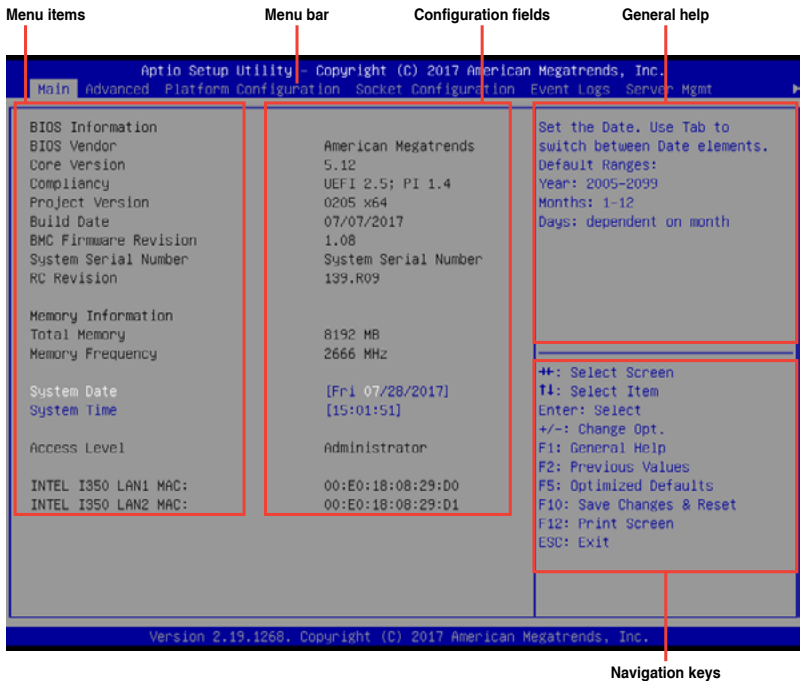 Menu items Menu bar Configuration fields General help
Aptio Setup Utility – Copyright (C) 2017 American Megatrends, Inc.
Main Advanced Platform Configuration Socket Configuration Event Logs Server Mgmt
BIOS Information
BIOS Vendor American Megatrends
Core Version 5.12
Compliancy UEFI 2.5; PI 1.4
Project Version 0205 x64
Build Date 07/07/2017
BMC Firmware Revision 1.08
System Serial Number System Serial Number
RC Revision 139.R09
Memory Information
Total Memory 8192 MB
Memory Frequency 2666 MHz
System Date [Fri 07/28/2017]
System Time [15:01:51]
Access Level Administrator
INTEL I350 LAN1 MAC: 00:E0:18:08:29:D0
INTEL I350 LAN2 MAC: 00:E0:18:08:29:D1
Set the Date. Use Tab to
switch between Date elements.
Default Ranges:
Year: 2005-2099
Months: 1-12
Days: dependent on month
→←: Select Screen
↑↓: Select Item
Enter: Select
+/-: Change Opt.
F1: General Help
F2: Previous Values
F5: Optimized Defaults
F10: Save Changes & Reset
F12: Print Screen
ESC: Exit
Version 2.19.1268. Copyright (C) 2017 American Megatrends, Inc.
Navigation keys